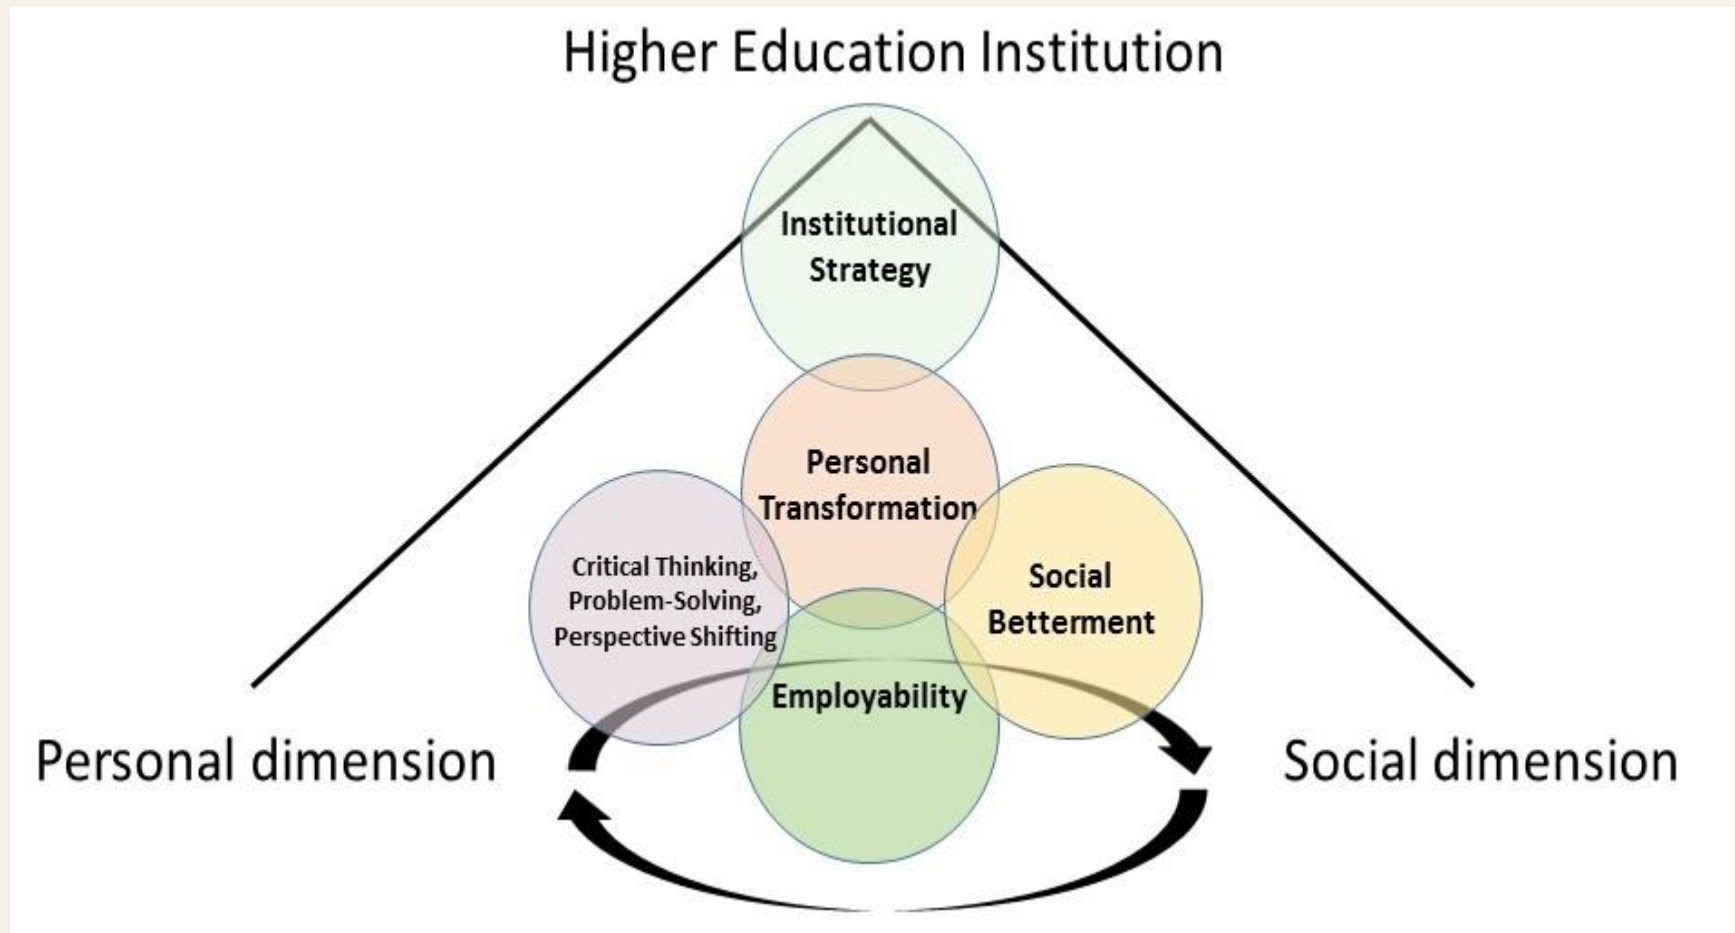 Higher Education Institution
Institutional
Strategy
Personal
Transformation
Critical Thinking,
Problem-Solving,
Perspective Shifting
Social
Betterment
Employability
Personal dimension
Social dimension